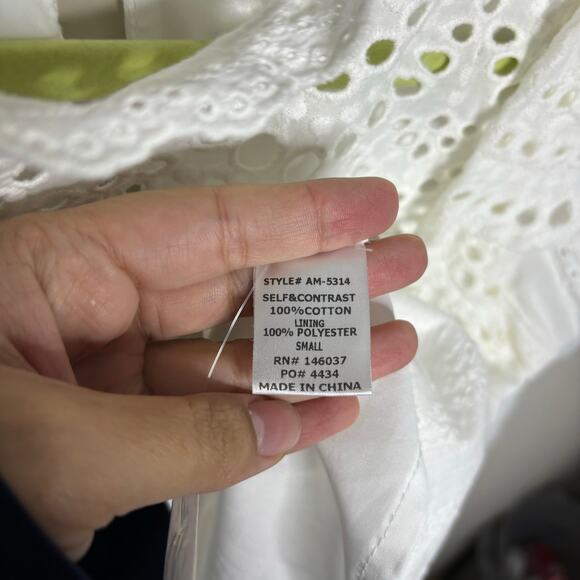 STYLE# AM-5314
SELF&CONTRAST
100%COTTON
LINING
100% POLYESTER
SMALL
RN# 146037
PO# 4434
MADE IN CHINA